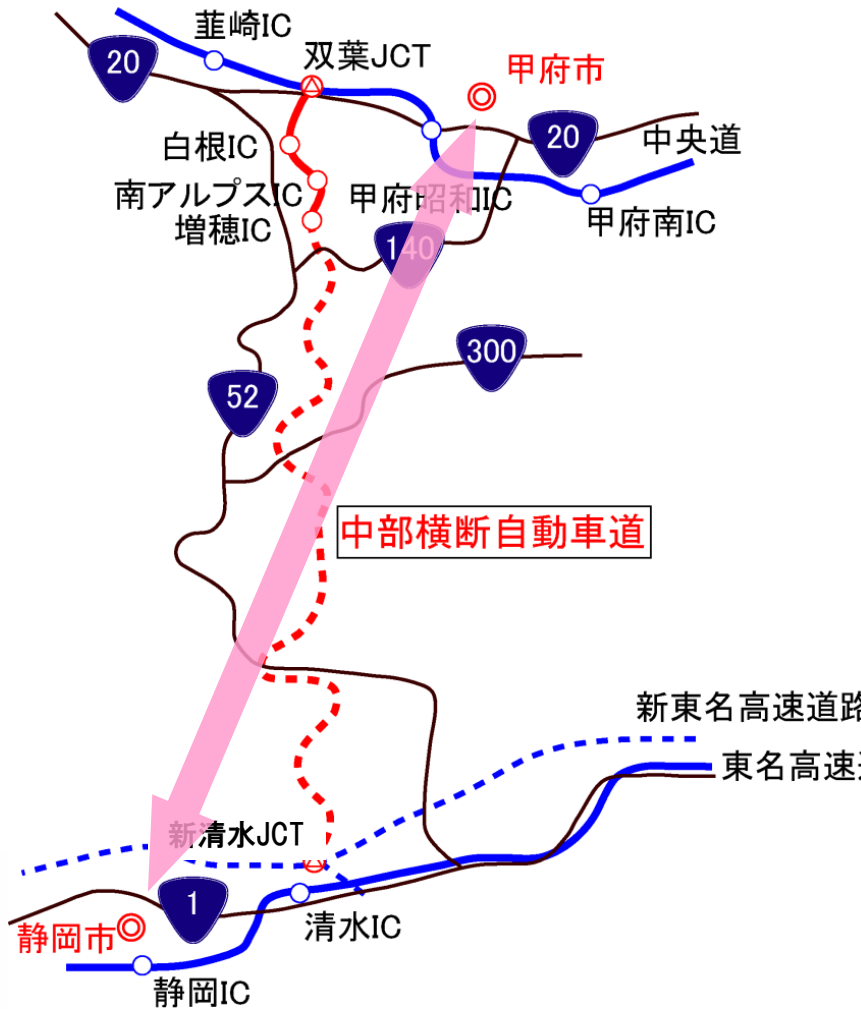 韮崎IC
双葉JCT
甲府市
20
20
中央道
白根IC
南アルプスIC
甲府昭和IC
増穂IC
甲府南IC
140
300
52
中部横断自動車道
新東名高速道路
東名高速
新清水JCT
1
静岡市
清水IC
静岡IC